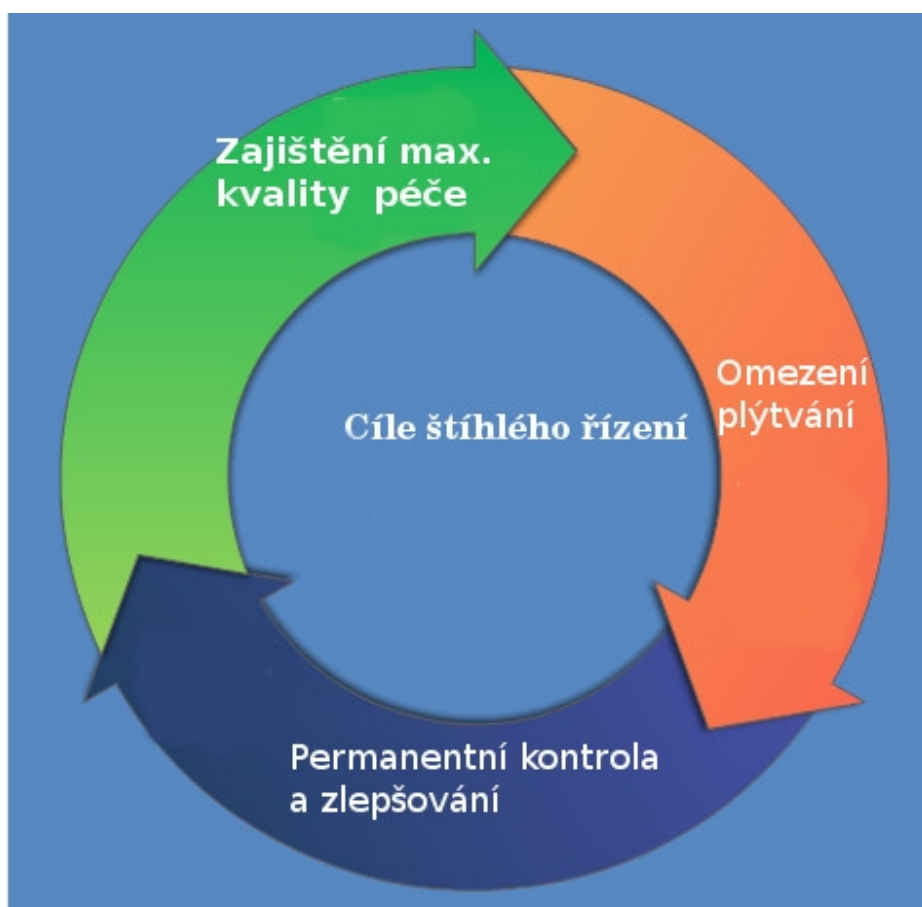 Zajištění max.
kvality péče
Omezení
plýtvání
Cíle štíhlého řízení
Permanentní kontrola
a zlepšování